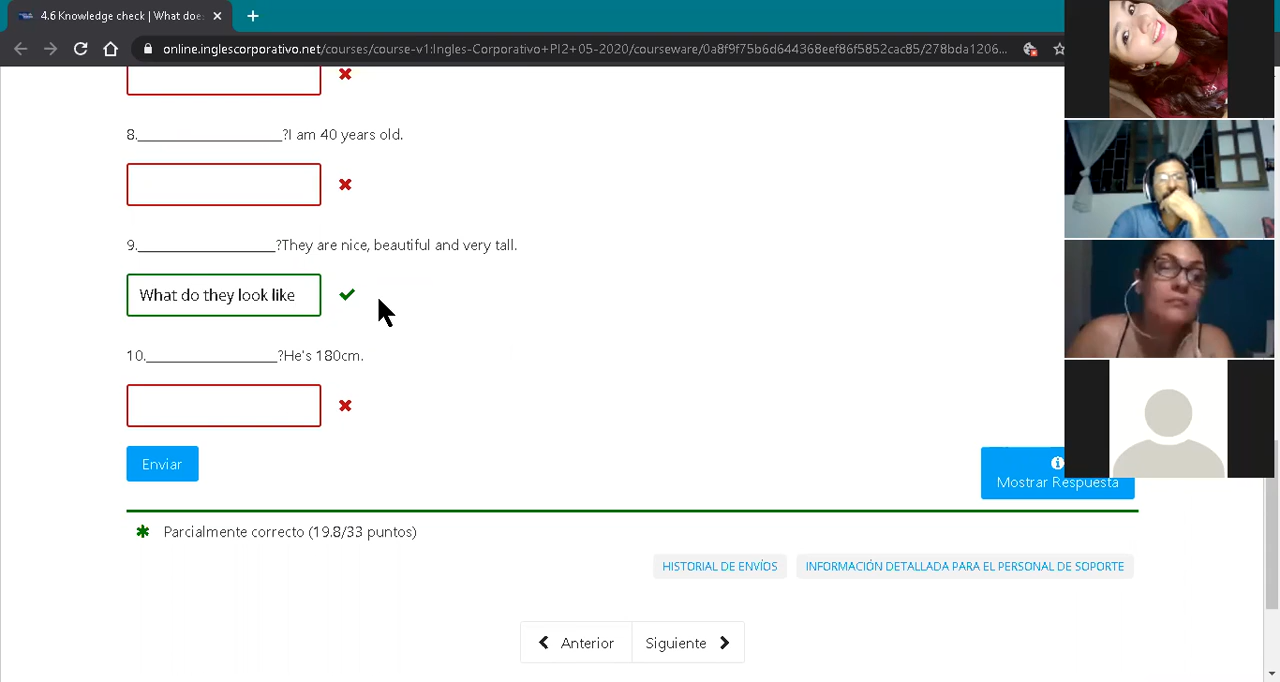 4.6 Knowledge check | What doe
online.inglescorporativo.net/courses/course-v1:Ingles-Corporativo+PI2+05-2020/courseware/0a8f9f75b6d644368eef86f5852cac85/278bda1206...
8.________________?I am 40 years old.
9.________________?They are nice, beautiful and very tall.
What do they look like
10.________________?He's 180cm.
Enviar
Mostrar Respuesta
Parcialmente correcto (19.8/33 puntos)
HISTORIAL DE ENVÍOS
INFORMACIÓN DETALLADA PARA EL PERSONAL DE SOPORTE
Anterior
Siguiente